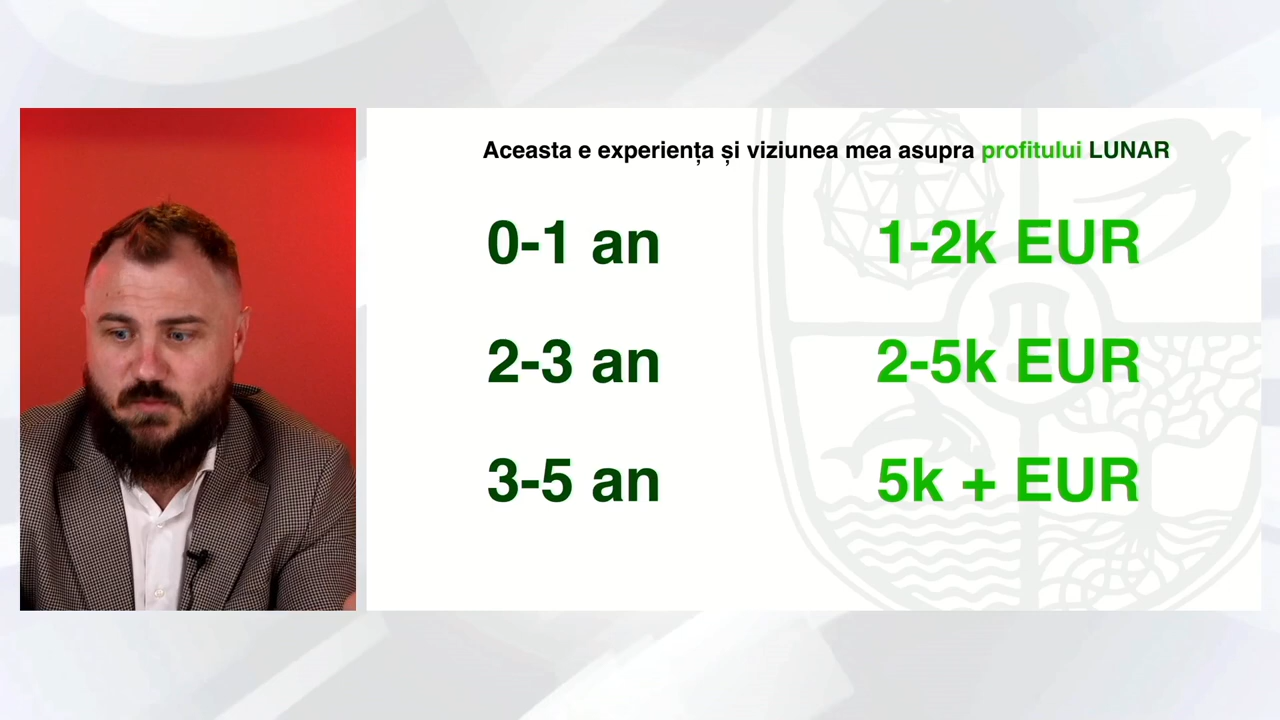 Aceasta e experiența și viziunea mea asupra profitului LUNAR
0-1 an 1-2k EUR
2-3 an 2-5k EUR
3-5 an 5k + EUR